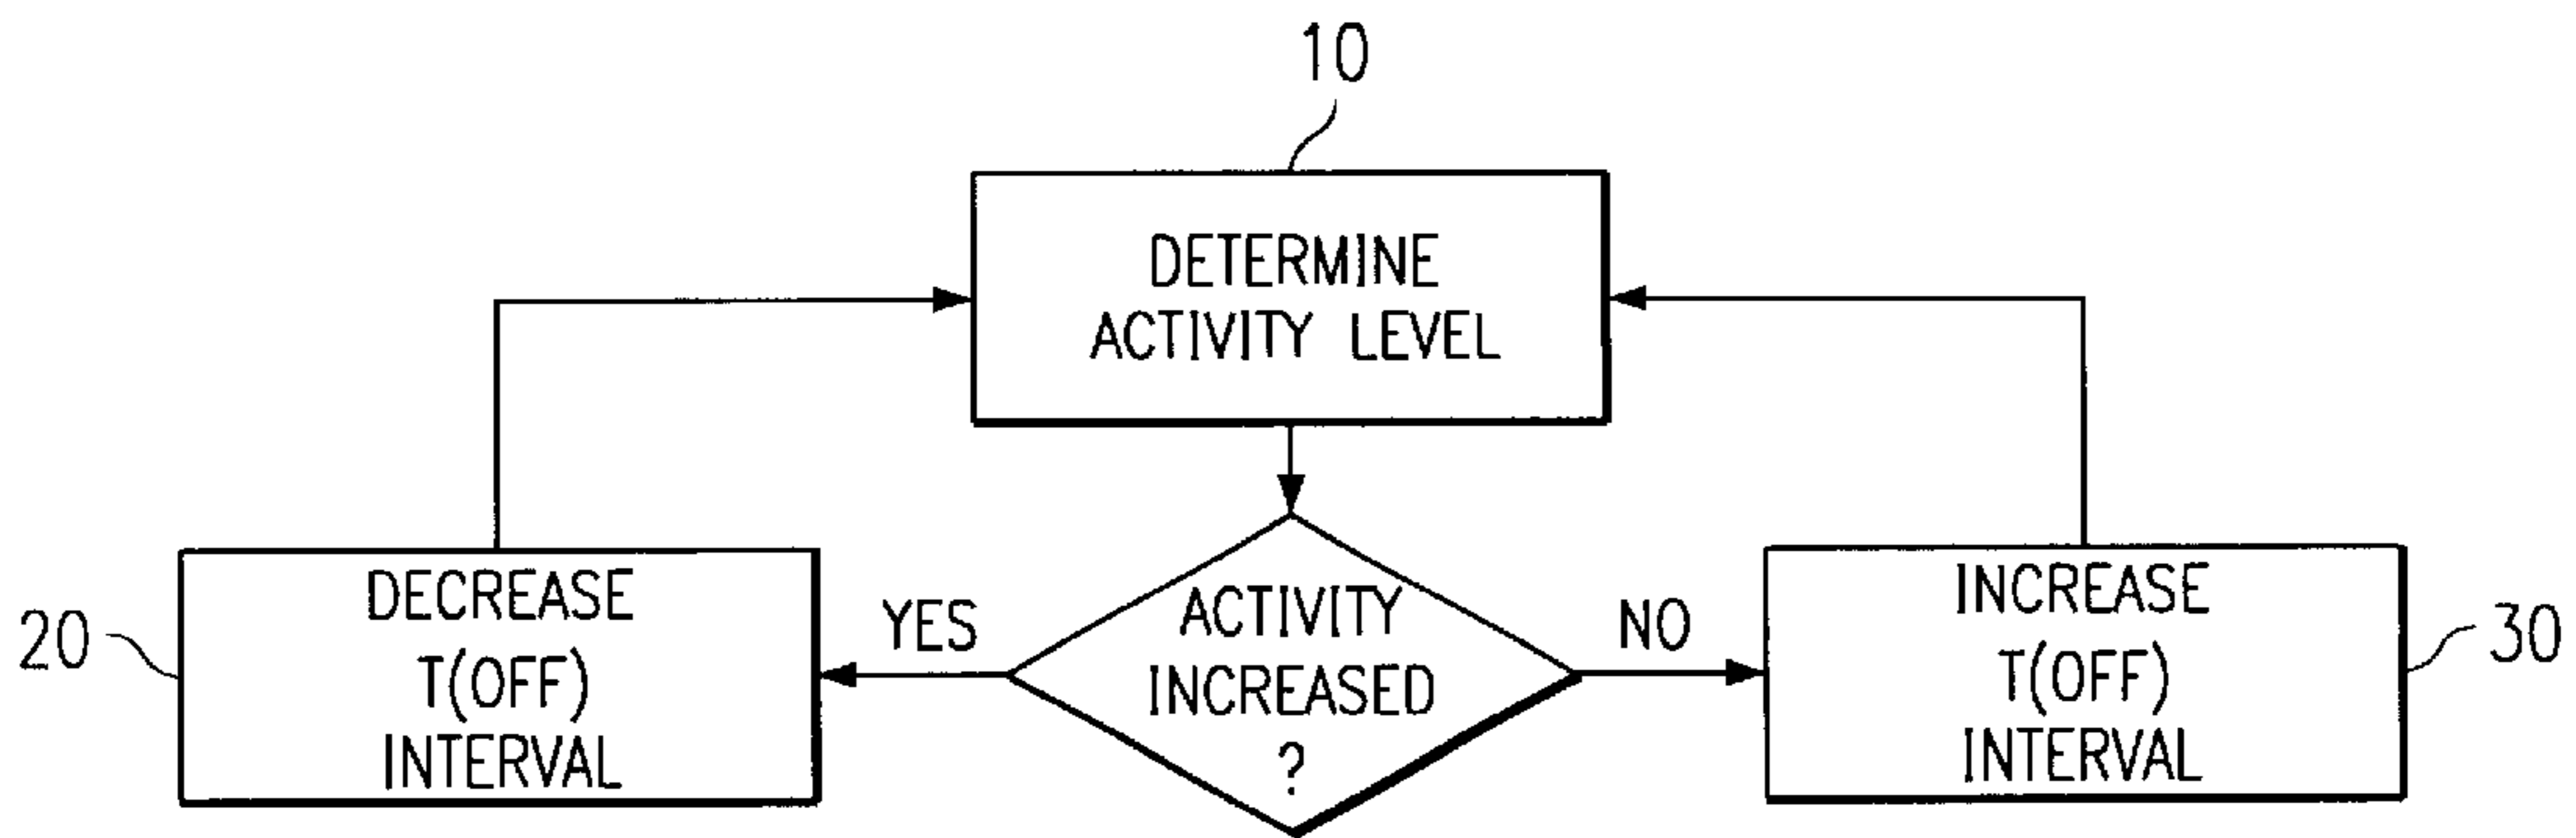 10
DETERMINE
ACTIVITY LEVEL
20
DECREASE
T(OFF)
INTERVAL
YES
ACTIVITY
INCREASED
?
NO
INCREASE
T(OFF)
INTERVAL
30